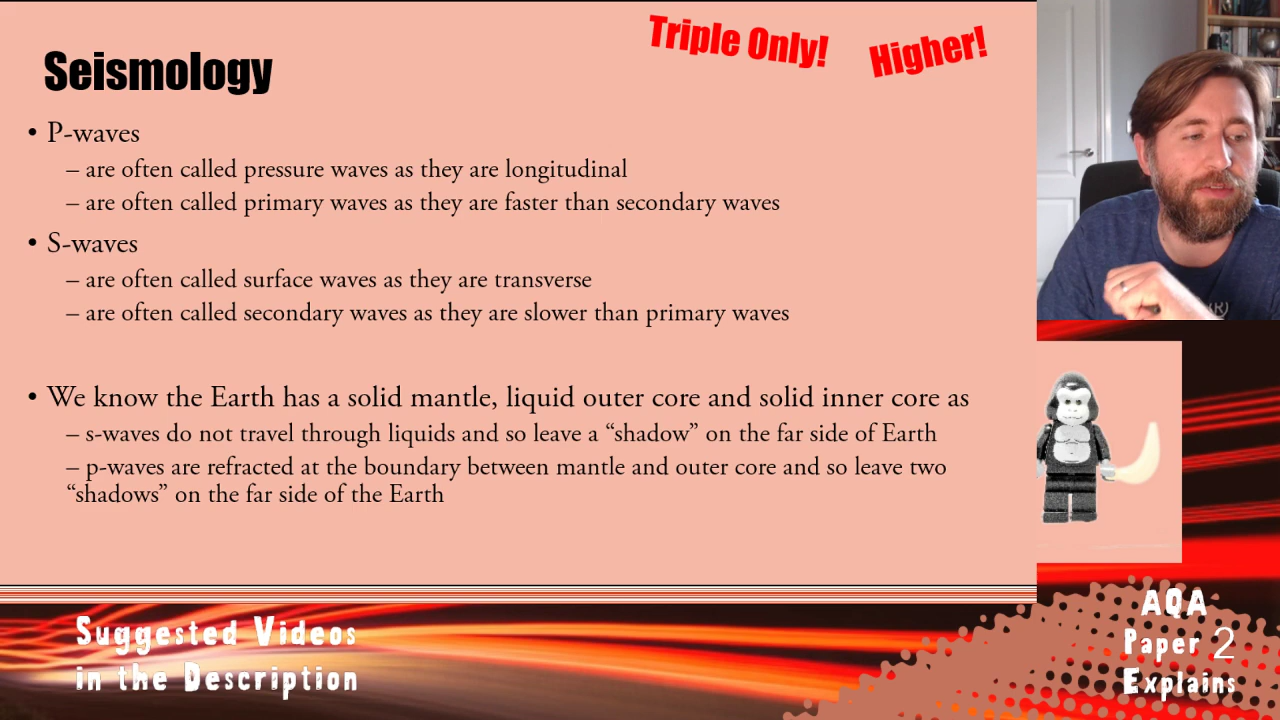 Triple Only!
Higher!
Seismology
• P-waves
– are often called pressure waves as they are longitudinal
– are often called primary waves as they are faster than secondary waves
• S-waves
– are often called surface waves as they are transverse
– are often called secondary waves as they are slower than primary waves
• We know the Earth has a solid mantle, liquid outer core and solid inner core as
– s-waves do not travel through liquids and so leave a “shadow” on the far side of Earth
– p-waves are refracted at the boundary between mantle and outer core and so leave two
“shadows” on the far side of the Earth
Suggested Videos
in the Description
AQA
Paper 2
Explains